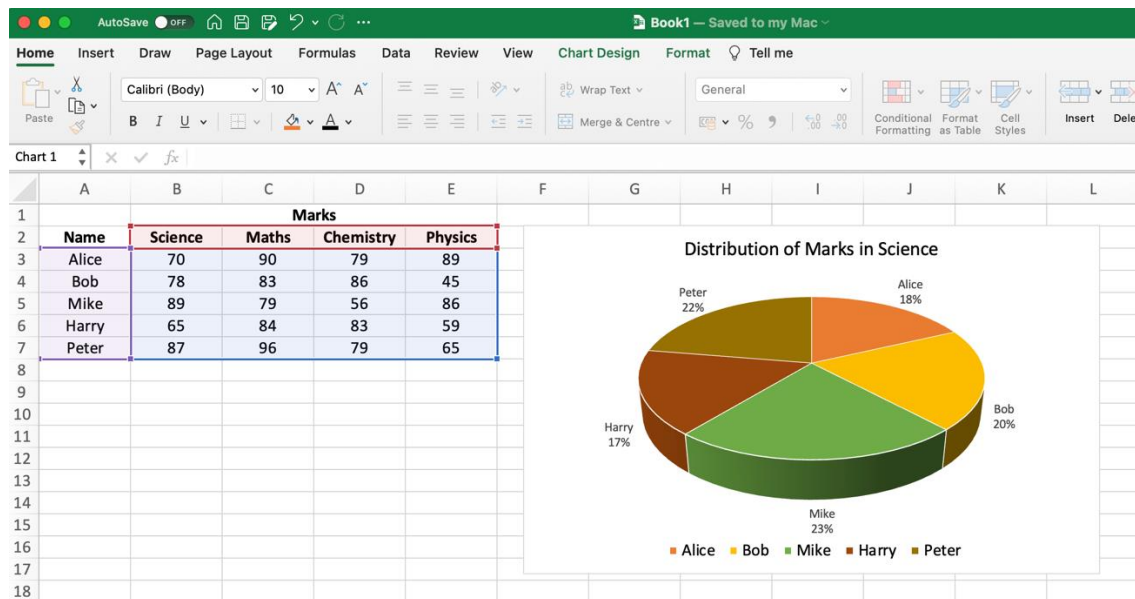 AutoSave OFF Book1 — Saved to my Mac
Home Insert Draw Page Layout Formulas Data Review View Chart Design Format Tell me
Paste Calibri (Body) 10 A^ A˅ ab Wrap Text General Conditional Formatting Format as Table Cell Styles Insert Dele
B I U A Merge & Centre % 9
Chart 1 fx
A B C D E F G H I J K L
1 Marks
2 Name Science Maths Chemistry Physics
3 Alice 70 90 79 89
4 Bob 78 83 86 45
5 Mike 89 79 56 86
6 Harry 65 84 83 59
7 Peter 87 96 79 65
8
9
10
11
12
13
14
15
16
17
18
Distribution of Marks in Science
Alice
18%
Peter
22%
Bob
20%
Harry
17%
Mike
23%
Alice Bob Mike Harry Peter